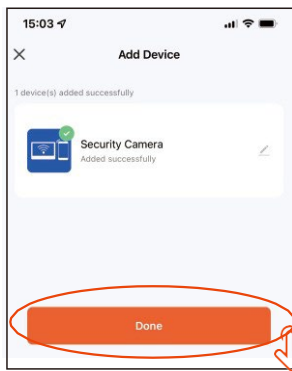 15:03
Add Device
1 device(s) added successfully
Security Camera
Added successfully
Done